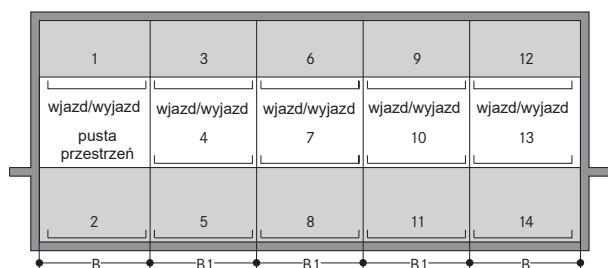 1 3 6 9 12
wjazd/wyjazd wjazd/wyjazd wjazd/wyjazd wjazd/wyjazd wjazd/wyjazd
pusta przestrzeń 4 7 10 13
2 5 8 11 14
B B1 B1 B1 B